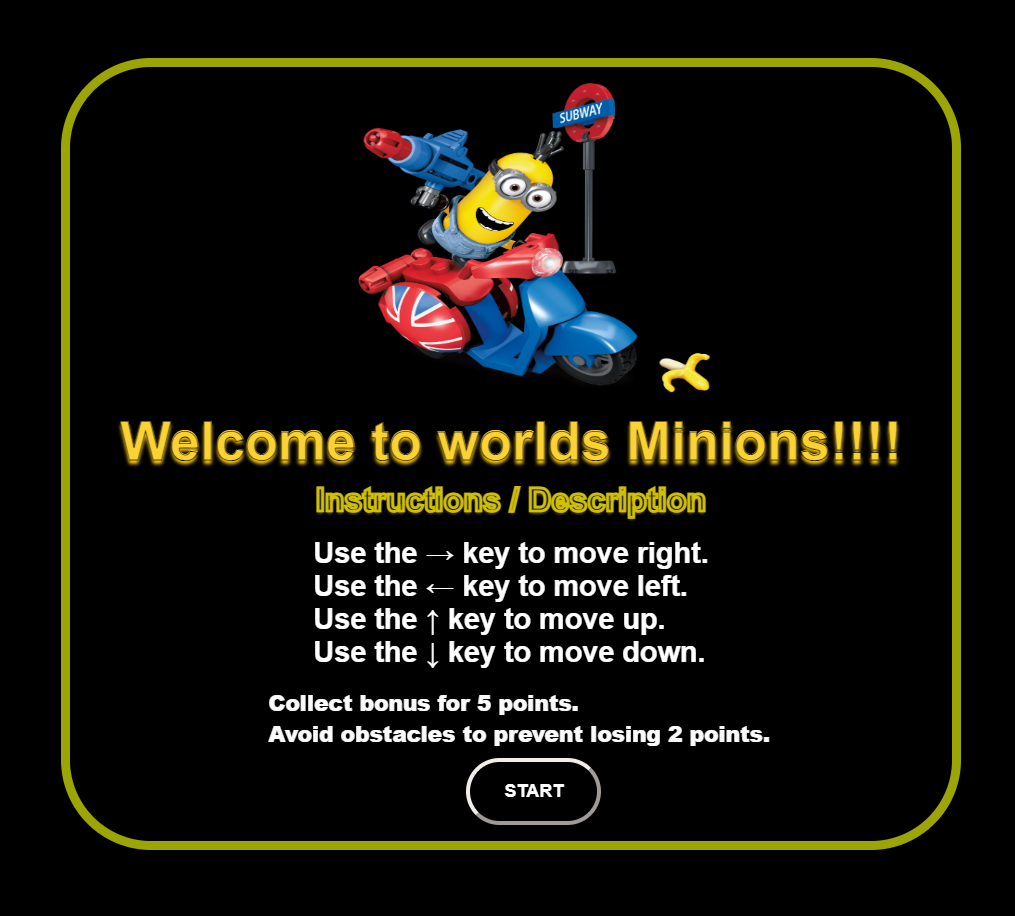 SUBWAY
Welcome to worlds Minions!!!!
Instructions / Description
Use the → key to move right.
Use the ← key to move left.
Use the ↑ key to move up.
Use the ↓ key to move down.
Collect bonus for 5 points.
Avoid obstacles to prevent losing 2 points.
START